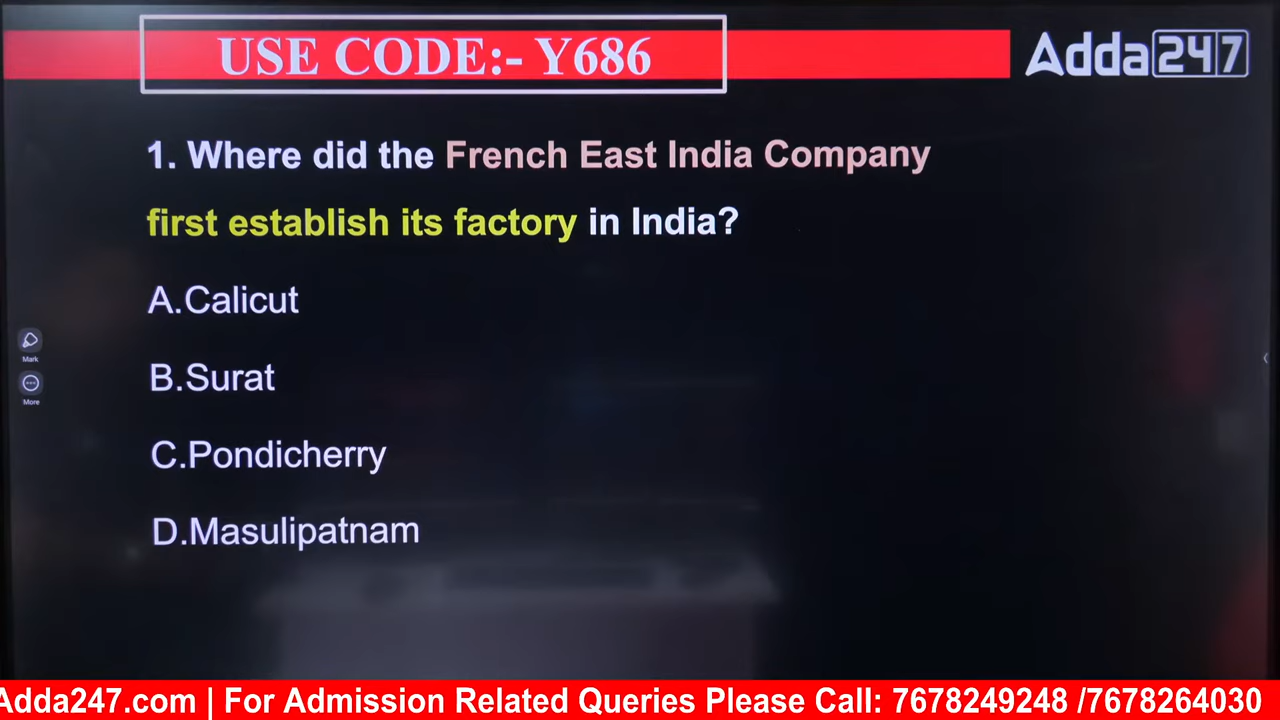 USE CODE:- Y686
Adda247
1. Where did the French East India Company
first establish its factory in India?
A.Calicut
B.Surat
C.Pondicherry
D.Masulipatnam
Mark
More
Adda247.com | For Admission Related Queries Please Call: 7678249248 /7678264030